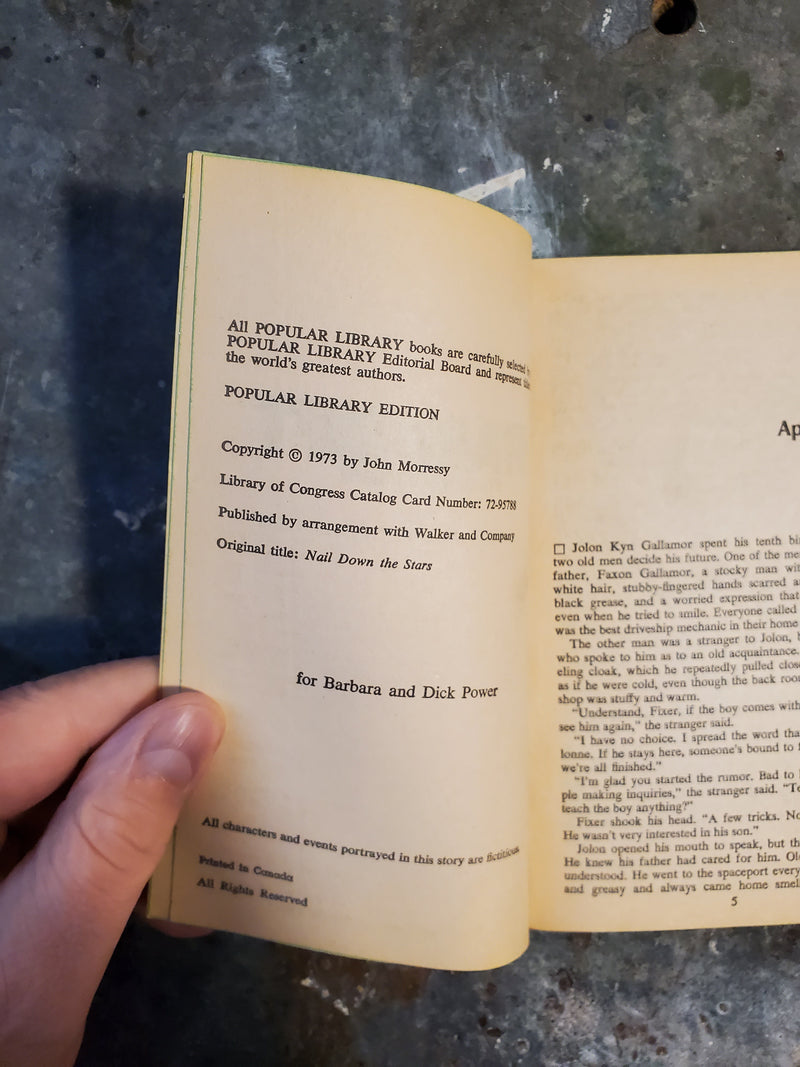 All POPULAR LIBRARY books are carefully selected
POPULAR LIBRARY Editorial Board and represent
the world's greatest authors.
POPULAR LIBRARY EDITION
Copyright © 1973 by John Morressy
Library of Congress Catalog Card Number: 72-95788
Published by arrangement with Walker and Company
Original title: Nail Down the Stars
for Barbara and Dick Power
All characters and events portrayed in this story are fictitious
Printed in Canada
All Rights Reserved
Ap
□ Jolon Kyn Gallamor spent his tenth bi
two old men decide his future. One of the me
father, Faxon Gallamor, a stocky man wit
white hair, stubby-fingered hands scarred a
black grease, and a worried expression that
even when he tried to smile. Everyone called
was the best driveship mechanic in their home
The other man was a stranger to Jolon, b
who spoke to him as to an old acquaintance.
eling cloak, which he repeatedly pulled close
as if he were cold, even though the back roo
shop was stuffy and warm.
"Understand, Fixer, if the boy comes with
see him again," the stranger said.
"I have no choice. I spread the word tha
lonne. If he stays here, someone's bound to
we're all finished."
"I'm glad you started the rumor. Bad to
ple making inquiries," the stranger said. "Te
teach the boy anything?"
Fixer shook his head. "A few tricks. No
He wasn't very interested in his son."
Jolon opened his mouth to speak, but th
He knew his father had cared for him. Ol
understood. He went to the spaceport every
and greasy and always came home smel
5